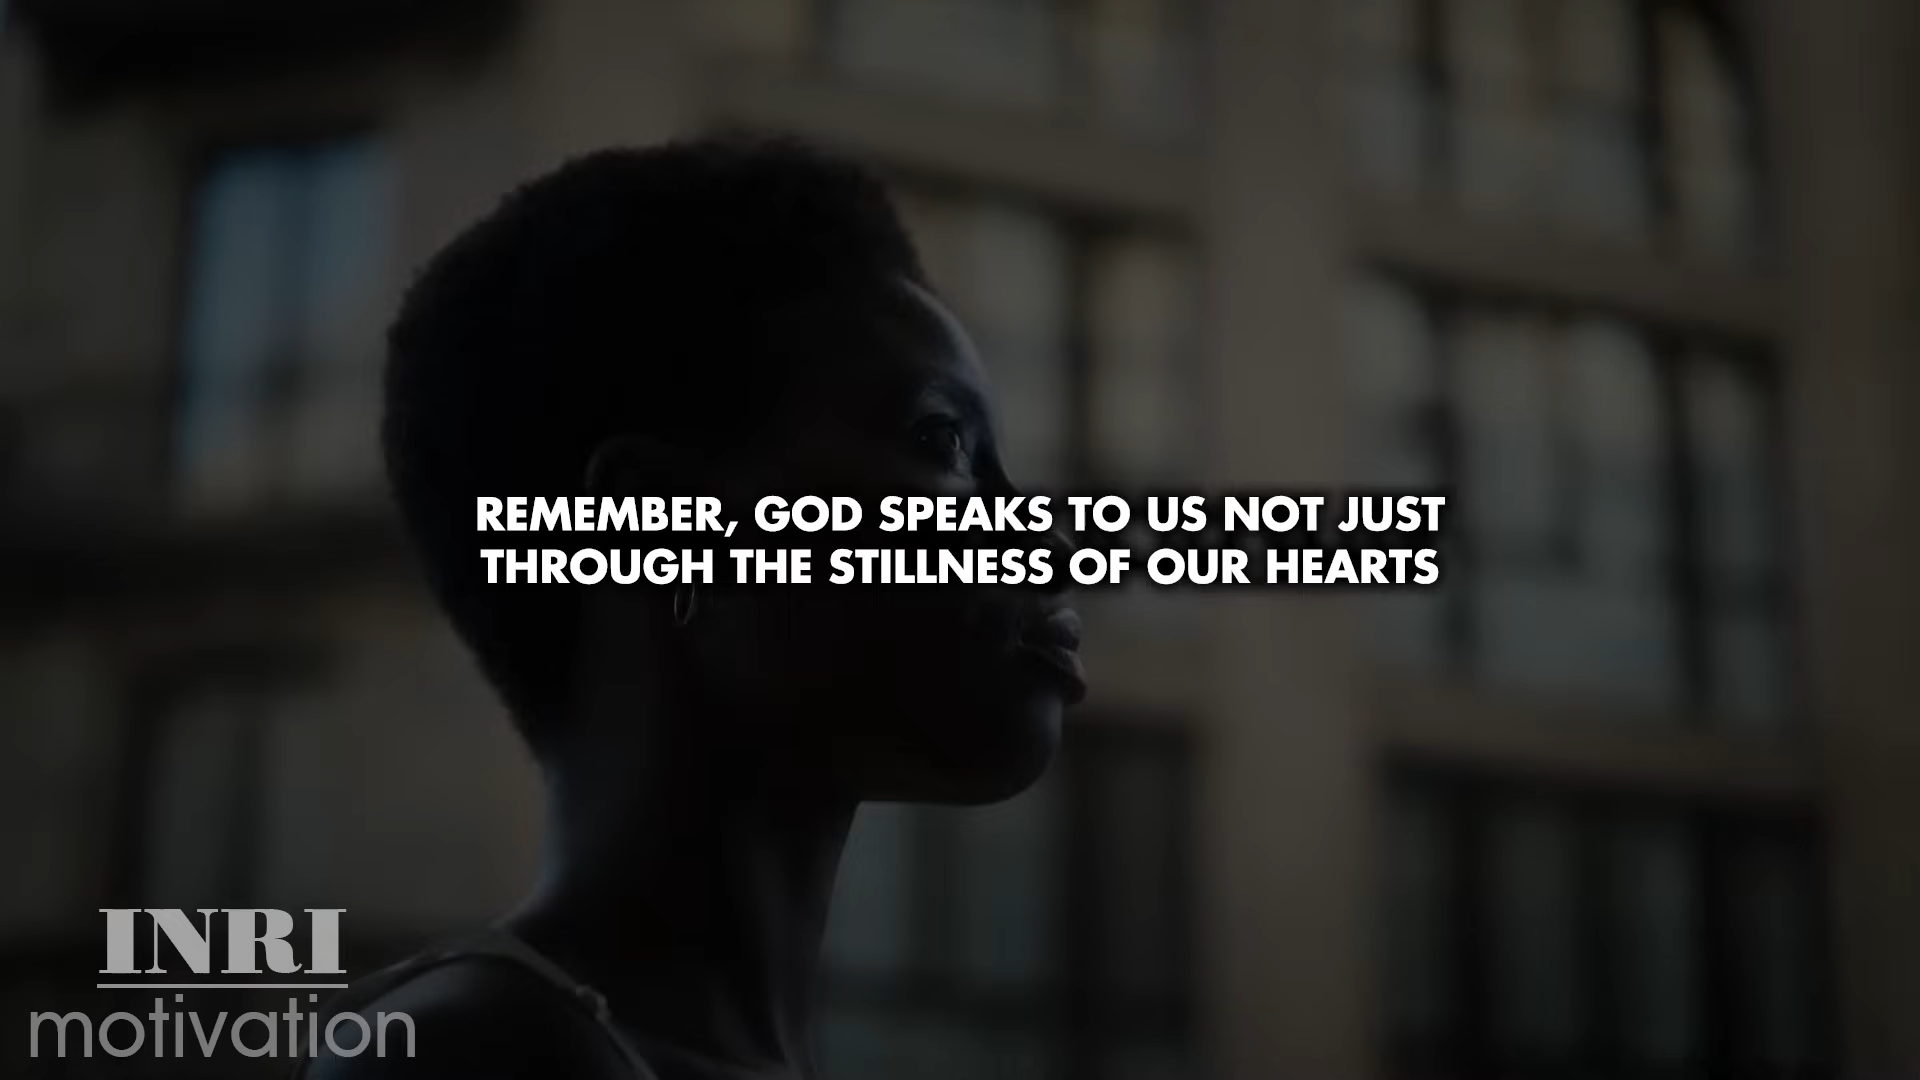 REMEMBER, GOD SPEAKS TO US NOT JUST
THROUGH THE STILLNESS OF OUR HEARTS
INRI
motivation